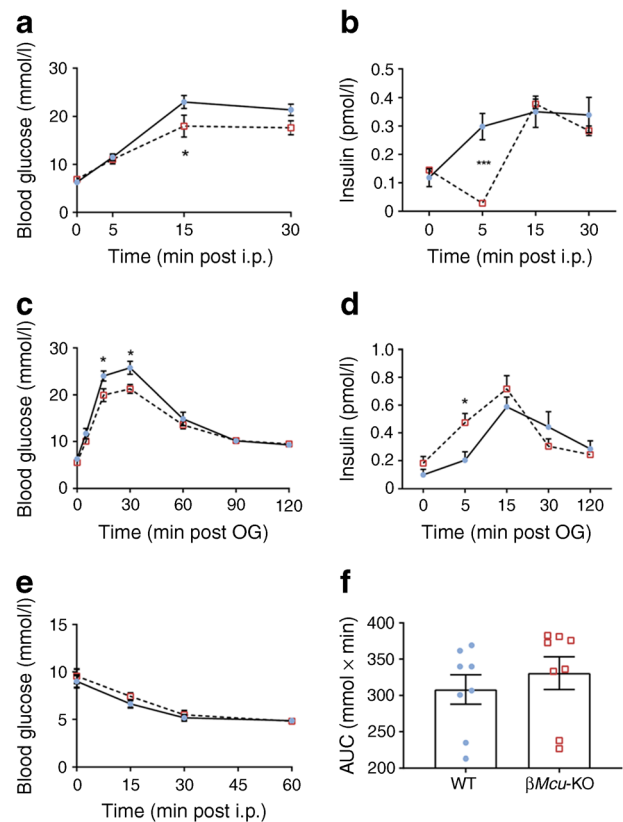 a
Blood glucose (mmol/l)
30
20
10
0
0 5 15 30
*
Time (min post i.p.)
b
Insulin (pmol/l)
0.5
0.4
0.3
0.2
0.1
0
0 5 15 30
***
Time (min post i.p.)
c
Blood glucose (mmol/l)
30
20
10
0
0 30 60 90 120
* *
Time (min post OG)
d
Insulin (pmol/l)
1.0
0.8
0.6
0.4
0.2
0
0 5 15 30 120
*
Time (min post OG)
e
Blood glucose (mmol/l)
15
10
5
0
0 15 30 45 60
Time (min post i.p.)
f
AUC (mmol × min)
400
350
300
250
200
WT βMcu-KO